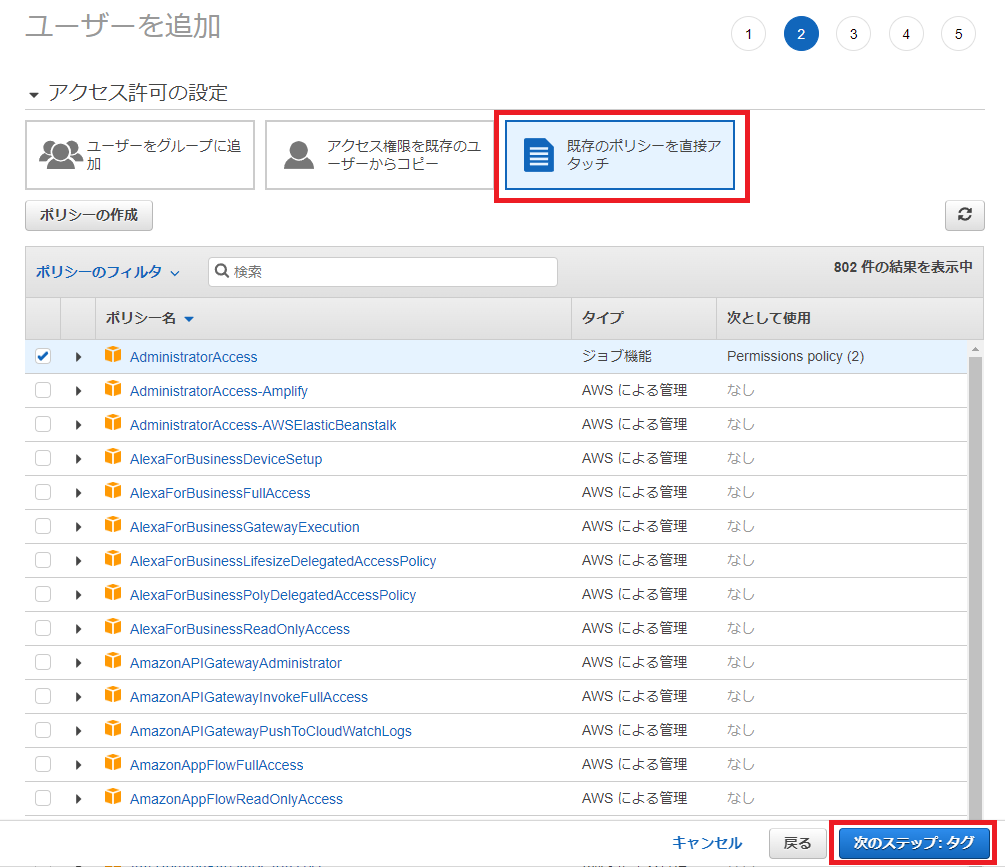 ユーザーを追加
1 2 3 4 5
アクセス許可の設定
ユーザーをグループに追
加
アクセス権限を既存のユ
ーザーからコピー
既存のポリシーを直接ア
タッチ
ポリシーの作成
ポリシーのフィルタ 検索 802 件の結果を表示中
ポリシー名 タイプ 次として使用
AdministratorAccess ジョブ機能 Permissions policy (2)
AdministratorAccess-Amplify AWS による管理 なし
AdministratorAccess-AWSElasticBeanstalk AWS による管理 なし
AlexaForBusinessDeviceSetup AWS による管理 なし
AlexaForBusinessFullAccess AWS による管理 なし
AlexaForBusinessGatewayExecution AWS による管理 なし
AlexaForBusinessLifesizeDelegatedAccessPolicy AWS による管理 なし
AlexaForBusinessPolyDelegatedAccessPolicy AWS による管理 なし
AlexaForBusinessReadOnlyAccess AWS による管理 なし
AmazonAPIGatewayAdministrator AWS による管理 なし
AmazonAPIGatewayInvokeFullAccess AWS による管理 なし
AmazonAPIGatewayPushToCloudWatchLogs AWS による管理 なし
AmazonAppFlowFullAccess AWS による管理 なし
AmazonAppFlowReadOnlyAccess AWS による管理 なし
キャンセル 戻る 次のステップ: タグ